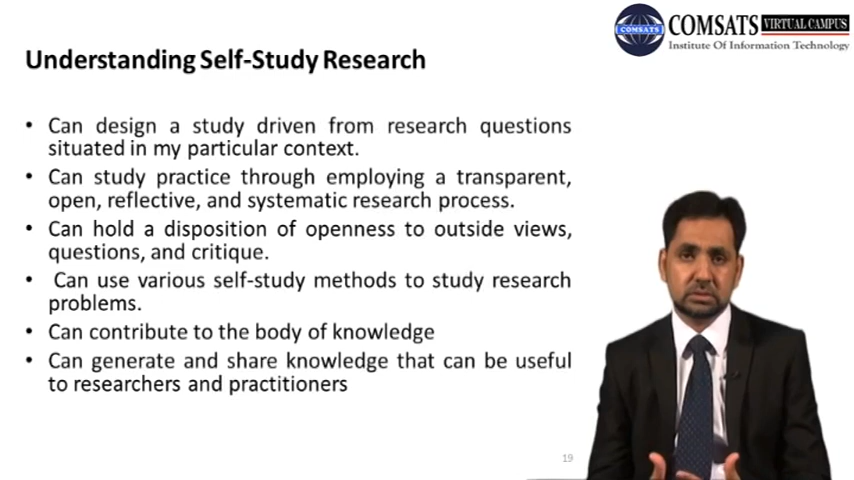 COMSATS VIRTUAL CAMPUS
COMSATS
Institute Of Information Technology
Understanding Self-Study Research
• Can design a study driven from research questions
situated in my particular context.
• Can study practice through employing a transparent,
open, reflective, and systematic research process.
• Can hold a disposition of openness to outside views,
questions, and critique.
• Can use various self-study methods to study research
problems.
• Can contribute to the body of knowledge
• Can generate and share knowledge that can be useful
to researchers and practitioners
19